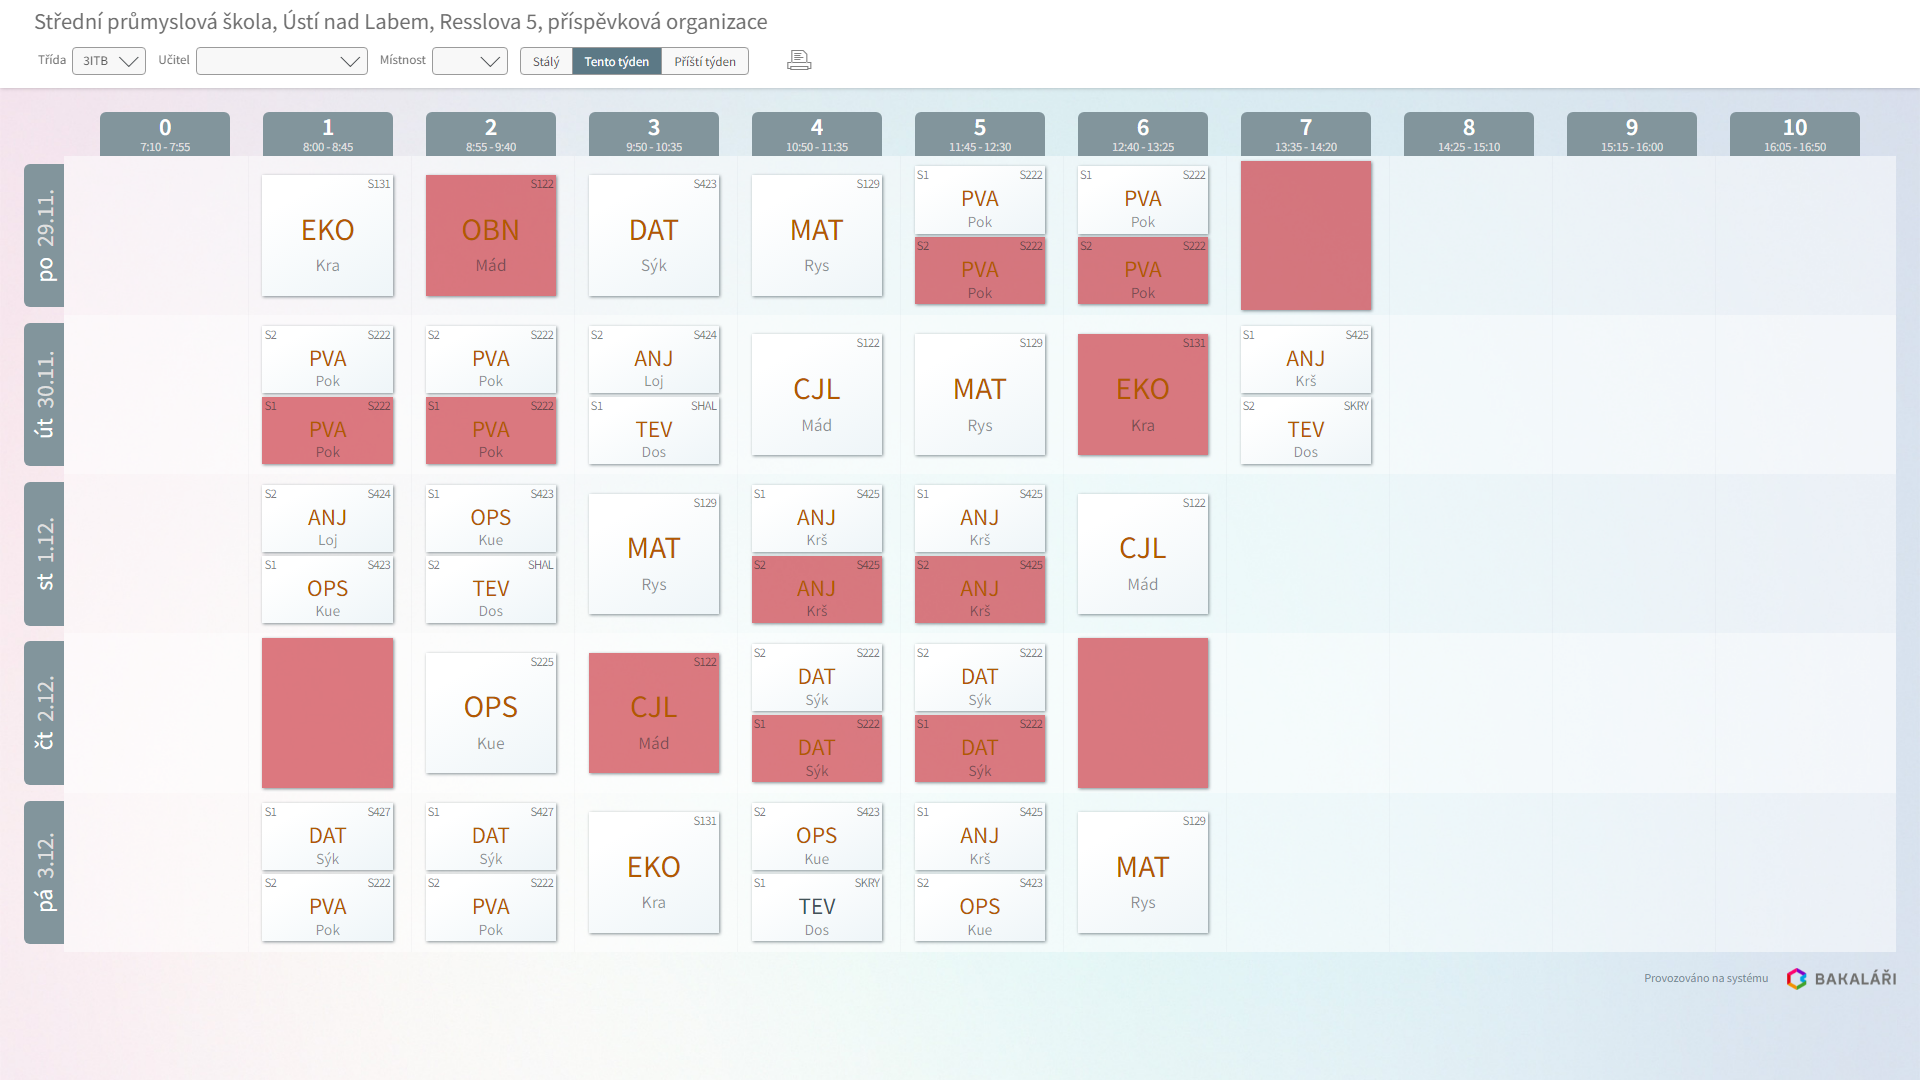 Střední průmyslová škola, Ústí nad Labem, Resslova 5, příspěvková organizace
Třída 3ITB Učitel Místnost Stálý Tento týden Příští týden
0 1 2 3 4 5 6 7 8 9 10
7:10 - 7:55 8:00 - 8:45 8:55 - 9:40 9:50 - 10:35 10:50 - 11:35 11:45 - 12:30 12:40 - 13:25 13:35 - 14:20 14:25 - 15:10 15:15 - 16:00 16:05 - 16:50
po 29.11.
S131
EKO
Kra
S122
OBN
Mád
S423
DAT
Sýk
S129
MAT
Rys
S1 S222
PVA
Pok
S2 S222
PVA
Pok
S1 S222
PVA
Pok
S2 S222
PVA
Pok
út 30.11.
S2 S222
PVA
Pok
S1 S222
PVA
Pok
S2 S222
PVA
Pok
S1 S222
PVA
Pok
S2 S424
ANJ
Loj
S1 SHAL
TEV
Dos
S122
CJL
Mád
S129
MAT
Rys
S131
EKO
Kra
S1 S425
ANJ
Krš
S2 SKRY
TEV
Dos
st 1.12.
S2 S424
ANJ
Loj
S1 S423
OPS
Kue
S1 S423
OPS
Kue
S2 SHAL
TEV
Dos
S129
MAT
Rys
S1 S425
ANJ
Krš
S2 S425
ANJ
Krš
S1 S425
ANJ
Krš
S2 S425
ANJ
Krš
S122
CJL
Mád
čt 2.12.
S225
OPS
Kue
S122
CJL
Mád
S2 S222
DAT
Sýk
S1 S222
DAT
Sýk
S2 S222
DAT
Sýk
S1 S222
DAT
Sýk
pá 3.12.
S1 S427
DAT
Sýk
S2 S222
PVA
Pok
S1 S427
DAT
Sýk
S2 S222
PVA
Pok
S131
EKO
Kra
S2 S423
OPS
Kue
S1 SKRY
TEV
Dos
S1 S425
ANJ
Krš
S2 S423
OPS
Kue
S129
MAT
Rys
Provozováno na systému BAKALÁŘI